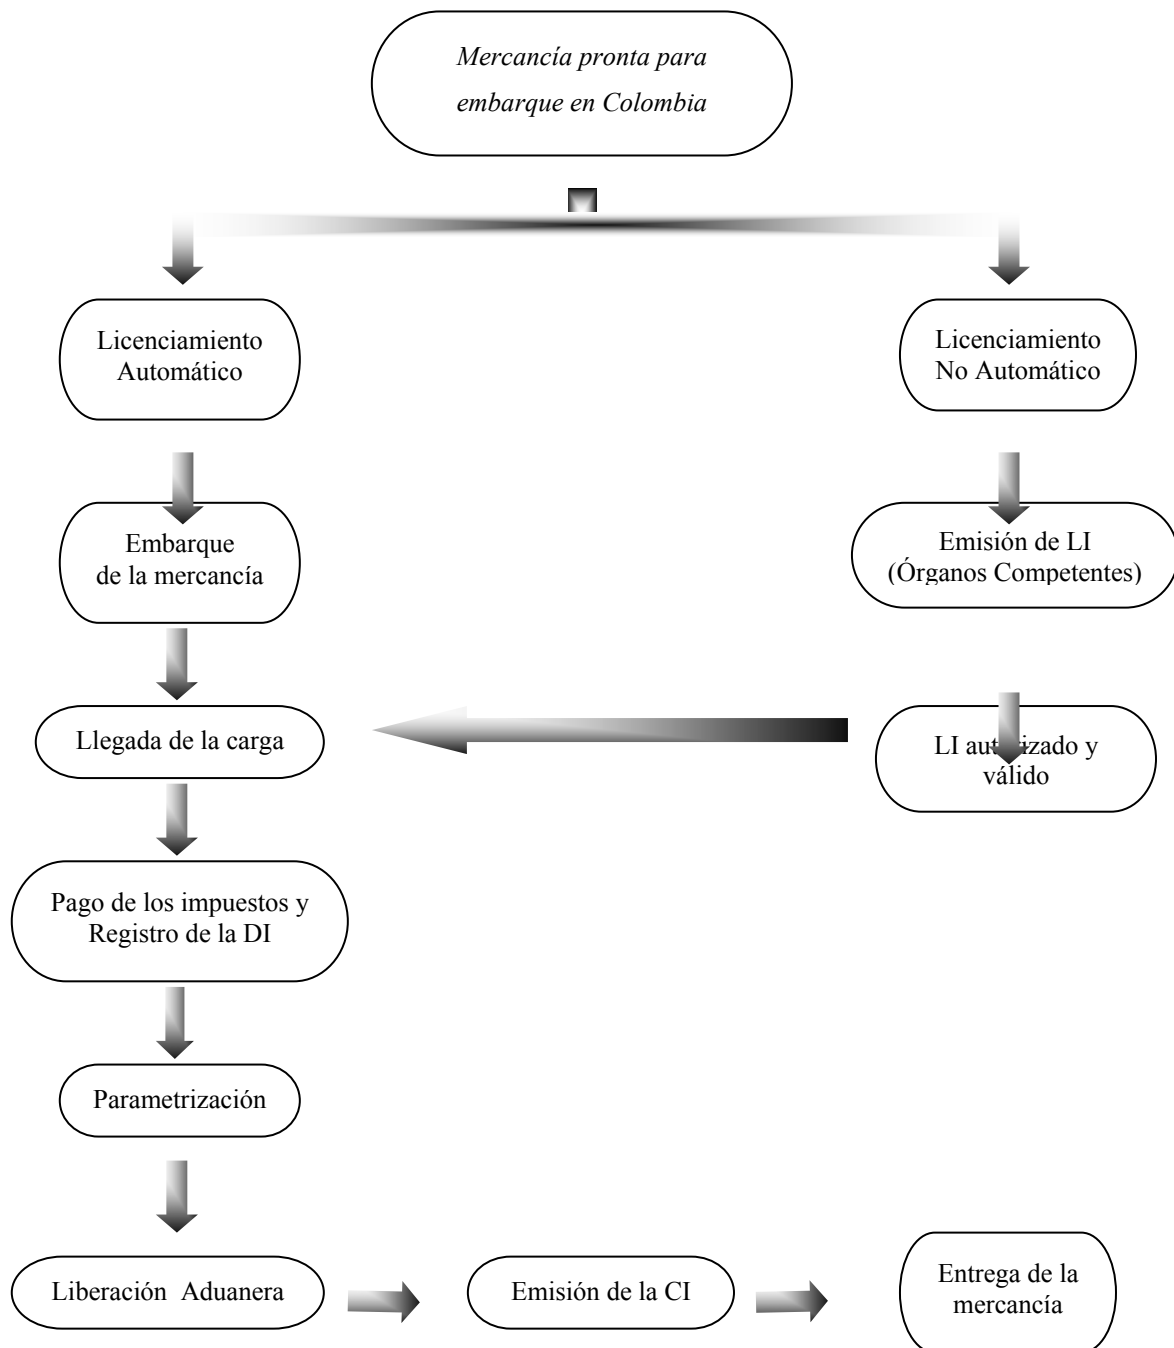 Mercancía pronta para
embarque en Colombia
Licenciamiento
Automático
Licenciamiento
No Automático
Embarque
de la mercancía
Emisión de LI
(Órganos Competentes)
Llegada de la carga
LI autorizado y
válido
Pago de los impuestos y
Registro de la DI
Parametrización
Liberación Aduanera
Emisión de la CI
Entrega de la
mercancía